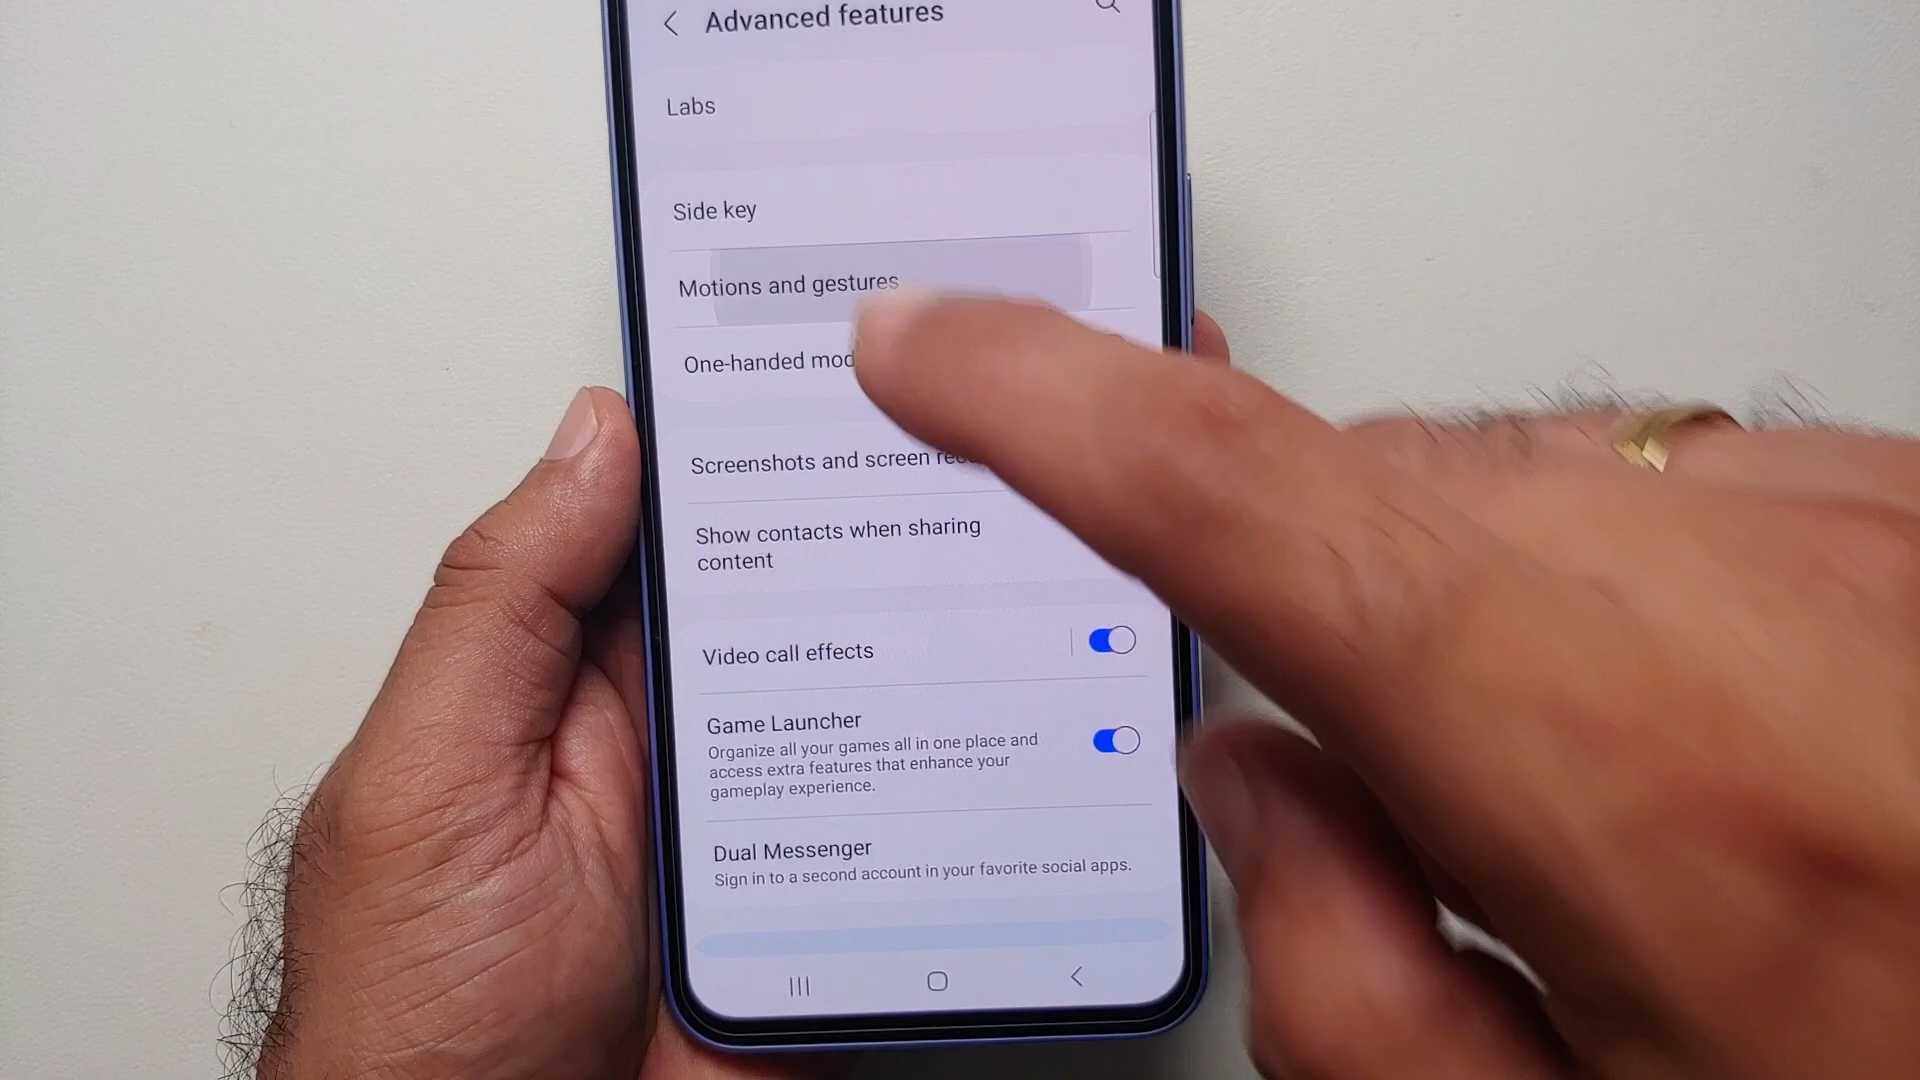 Advanced features
Labs
Side key
Motions and gestures
One-handed mod
Screenshots and screen
Show contacts when sharing
content
Video call effects
Game Launcher
Organize all your games all in one place and
access extra features that enhance your
gameplay experience.
Dual Messenger
Sign in to a second account in your favorite social apps.